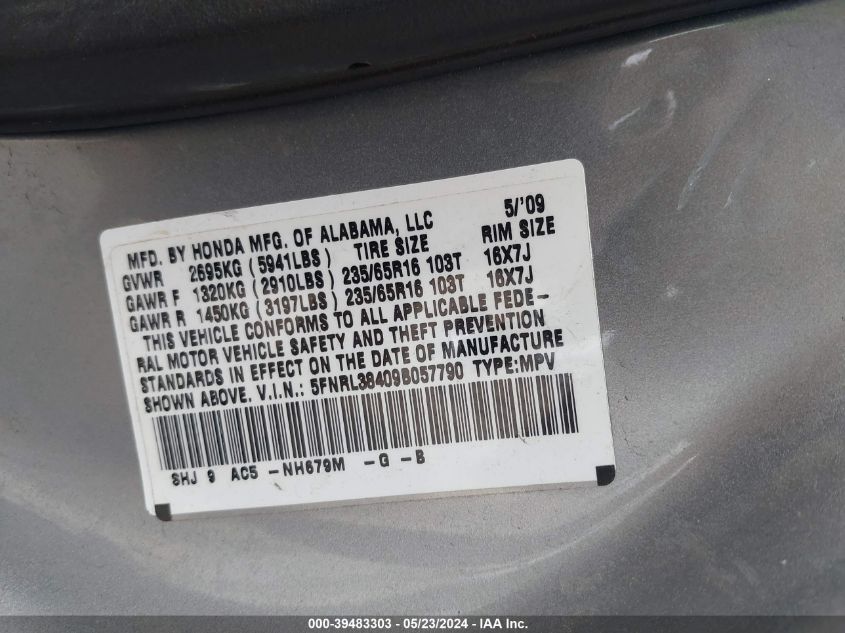 MFD. BY HONDA MFG. OF ALABAMA, LLC 5/'09
GVWR 2695KG (5941LBS) TIRE SIZE RIM SIZE
GAWR F 1320KG (2910LBS) 235/65R16 103T 16X7J
GAWR R 1450KG (3197LBS) 235/65R16 103T 16X7J
THIS VEHICLE CONFORMS TO ALL APPLICABLE FEDE-
RAL MOTOR VEHICLE SAFETY AND THEFT PREVENTION
STANDARDS IN EFFECT ON THE DATE OF MANUFACTURE
SHOWN ABOVE. V.I.N.: 5FNRL38409B057790 TYPE:MPV
SHJ 9 AC5 -NH679M -G -B
000-39483303 - 05/23/2024 - IAA Inc.